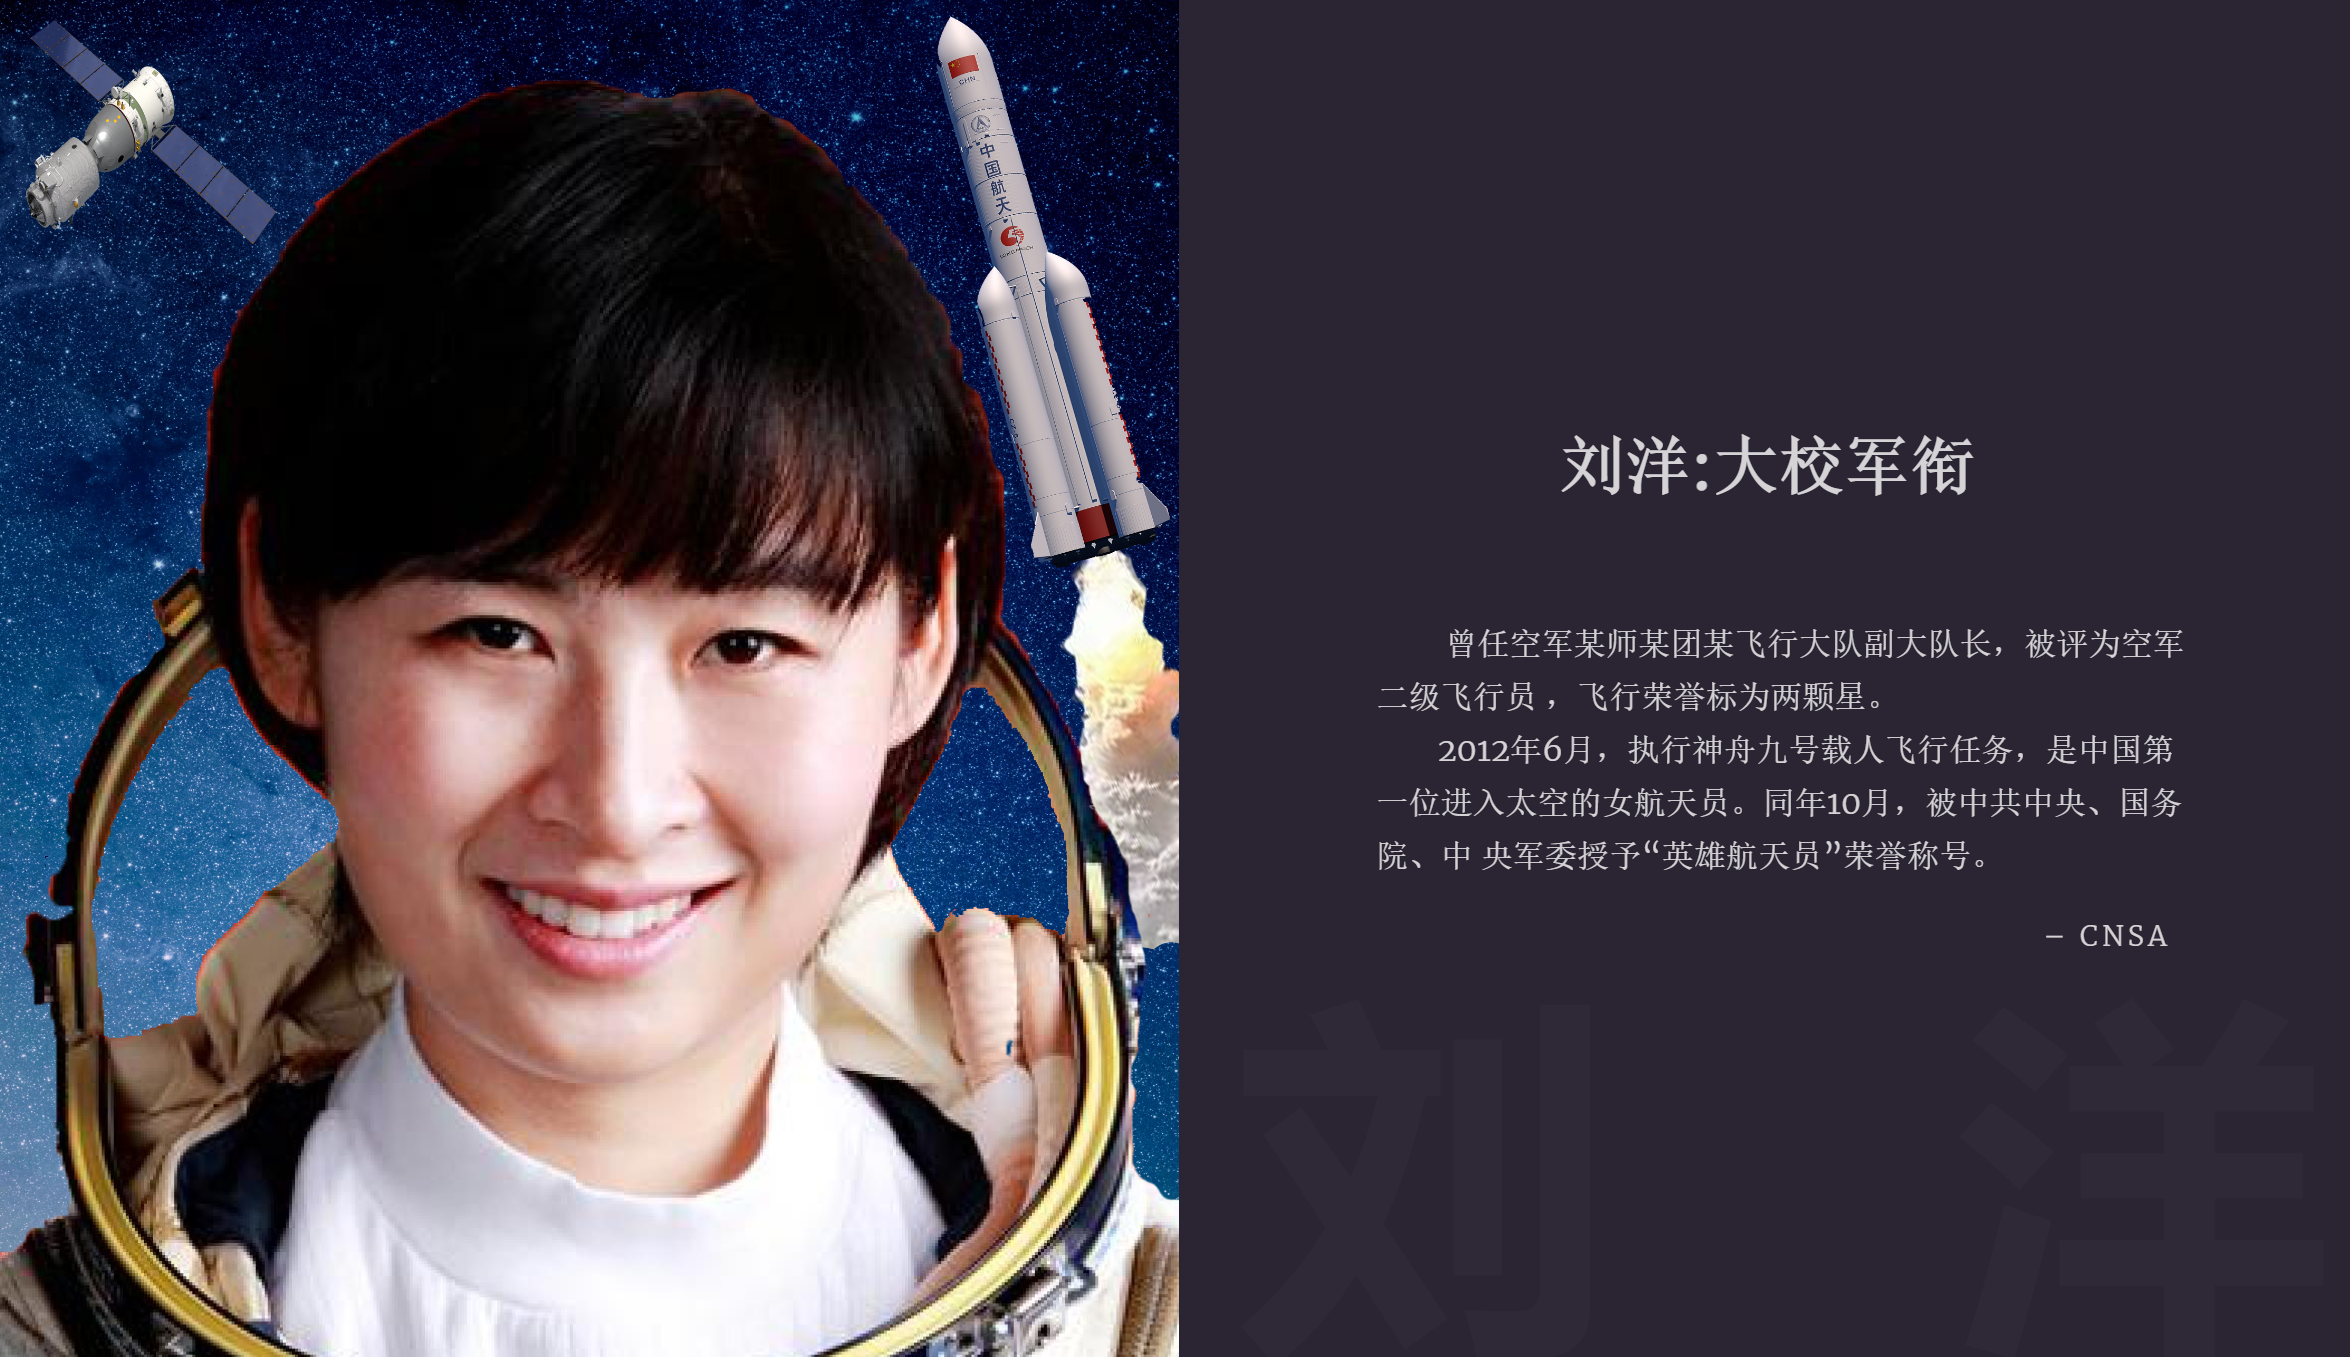 CHN
中国航天
刘洋:大校军衔
曾任空军某师某团某飞行大队副大队长，被评为空军
二级飞行员 ，飞行荣誉标为两颗星。
2012年6月，执行神舟九号载人飞行任务，是中国第
一位进入太空的女航天员。同年10月，被中共中央、国务
院、中 央军委授予“英雄航天员”荣誉称号。
– CNSA
刘 洋